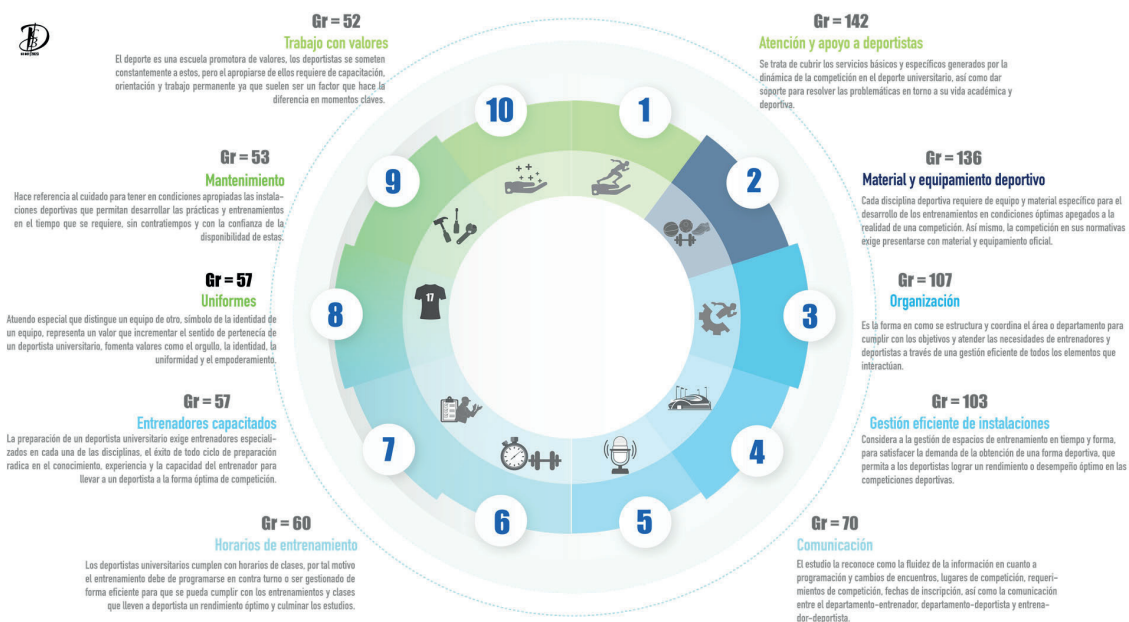 Gr = 52
Trabajo con valores
El deporte es una escuela promotora de valores, los deportistas se someten
constantemente a estos, pero el apropiarse de ellos requiere de capacitación,
orientación y trabajo permanente ya que suelen ser un factor que hace la
diferencia en momentos claves.
Gr = 142
Atención y apoyo a deportistas
Se trata de cubrir los servicios básicos y específicos generados por la
dinámica de la competición en el deporte universitario, así como dar
soporte para resolver las problemáticas en torno a su vida académica y
deportiva.
10
1
Gr = 53
Mantenimiento
Hace referencia al cuidado para tener en condiciones apropiadas las instala-
ciones deportivas que permitan desarrollar las prácticas y entrenamientos
en el tiempo que se requiere, sin contratiempos y con la confianza de la
disponibilidad de estas.
9
2
Gr = 136
Material y equipamiento deportivo
Cada disciplina deportiva requiere de equipo y material específico para el
desarrollo de los entrenamientos en condiciones óptimas apegados a la
realidad de una competición. Así mismo, la competición en sus normativas
exige presentarse con material y equipamiento oficial.
Gr = 57
Uniformes
Atuendo especial que distingue un equipo de otro, símbolo de la identidad de
un equipo, representa un valor que incrementar el sentido de pertenecia de
un deportista universitario, fomenta valores como el orgullo, la identidad, la
uniformidad y el empoderamiento.
8
17
3
Gr = 107
Organización
Es la forma en como se estructura y coordina el área o departamento para
cumplir con los objetivos y atender las necesidades de entrenadores y
deportistas a través de una gestión eficiente de todos los elementos que
interactúan.
Gr = 57
Entrenadores capacitados
La preparación de un deportista universitario exige entrenadores especiali-
zados en cada una de las disciplinas, el éxito de todo ciclo de preparación
radica en el conocimiento, experiencia y la capacidad del entrenador para
llevar a un deportista a la forma óptima de competición.
7
4
Gr = 103
Gestión eficiente de instalaciones
Considera a la gestión de espacios de entrenamiento en tiempo y forma,
para satisfacer la demanda de la obtención de una forma deportiva, que
permita a los deportistas lograr un rendimiento o desempeño óptimo en las
competiciones deportivas.
6
5
Gr = 60
Horarios de entrenamiento
Los deportistas universitarios cumplen con horarios de clases, por tal motivo
el entrenamiento debe de programarse en contra turno o ser gestionado de
forma eficiente para que se pueda cumplir con los entrenamientos y clases
que lleven a deportista un rendimiento óptimo y culminar los estudios.
Gr = 70
Comunicación
El estudio la reconoce como la fluidez de la información en cuanto a
programación y cambios de encuentros, lugares de competición, requeri-
mientos de competición, fechas de inscripción, así como la comunicación
entre el departamento-entrenador, departamento-deportista y entrena-
dor-deportista.